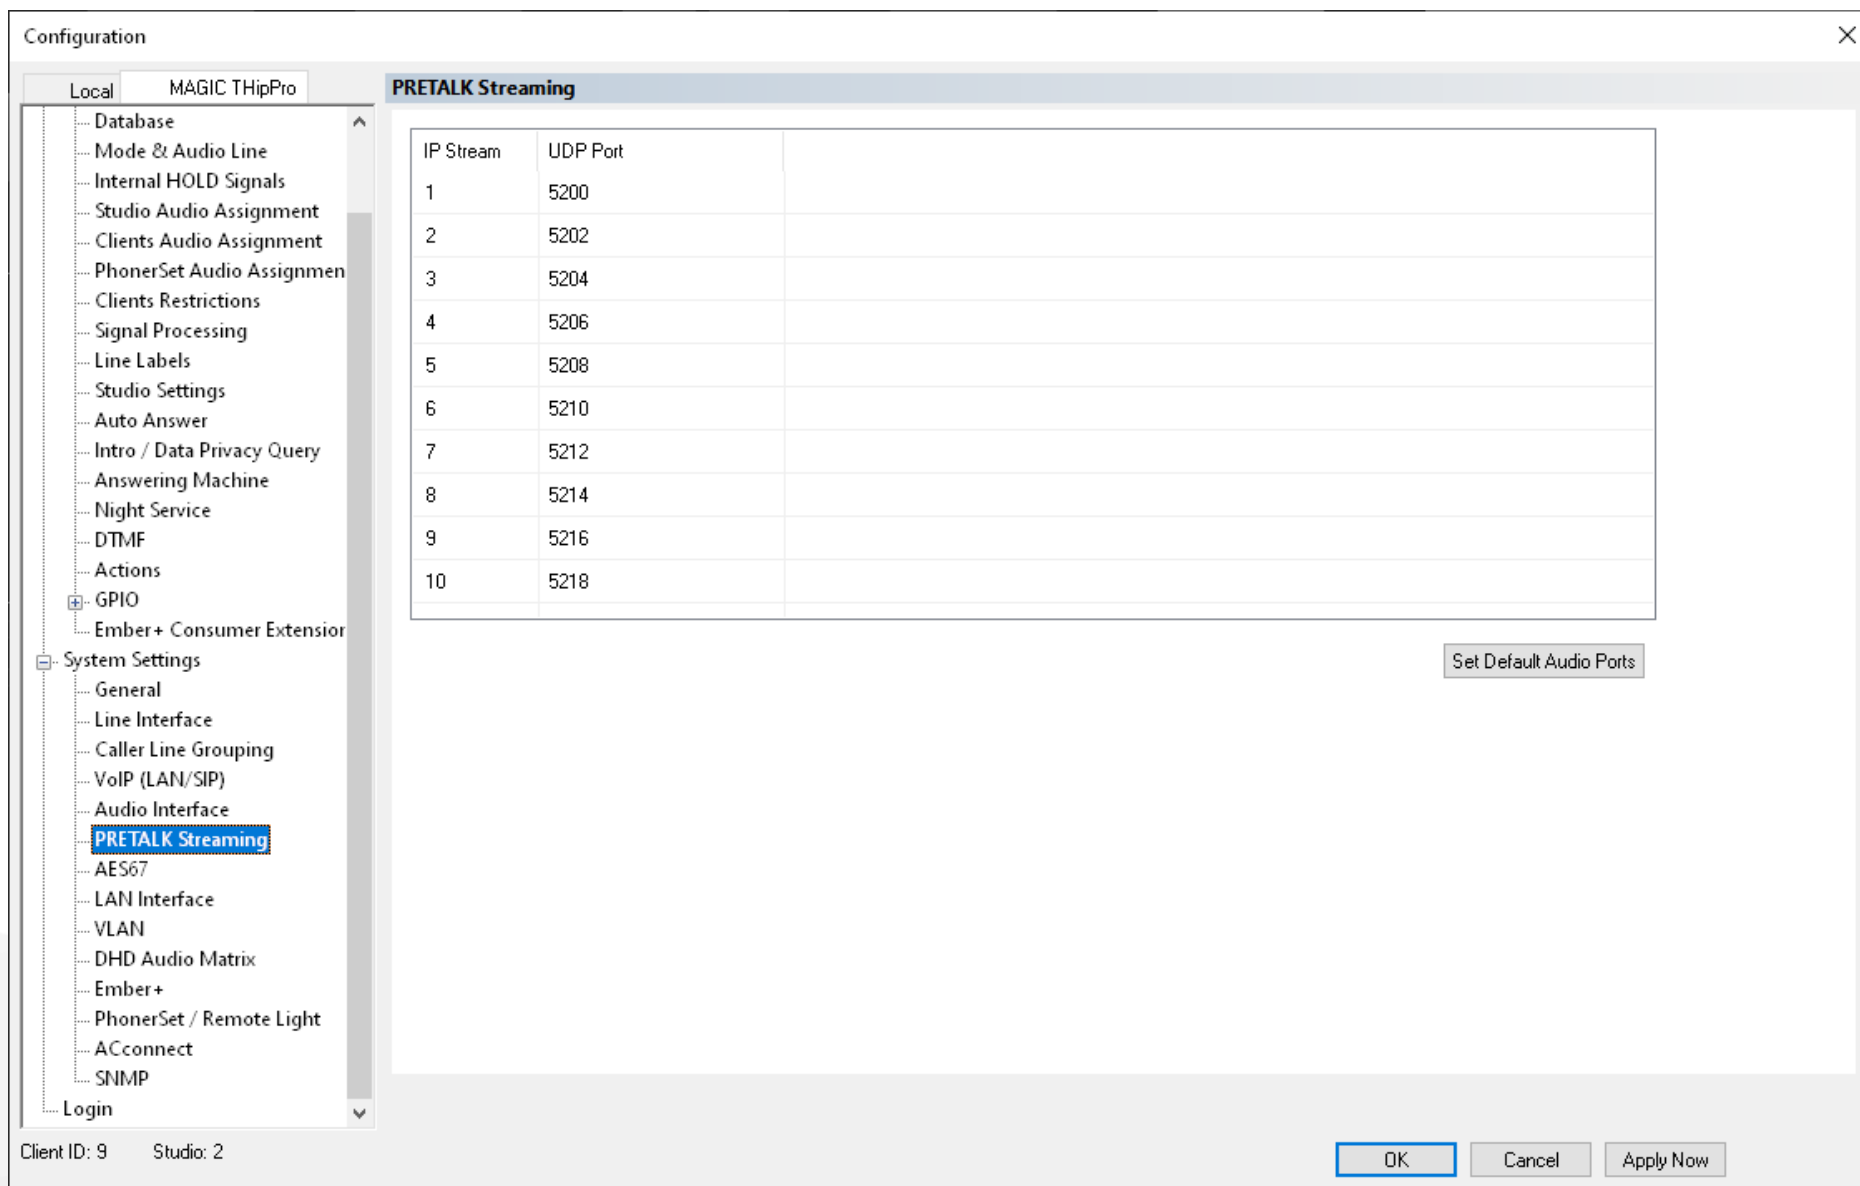 Configuration
Local
MAGIC THipPro
Database
Mode & Audio Line
Internal HOLD Signals
Studio Audio Assignment
Clients Audio Assignment
PhonerSet Audio Assignmen
Clients Restrictions
Signal Processing
Line Labels
Studio Settings
Auto Answer
Intro / Data Privacy Query
Answering Machine
Night Service
DTMF
Actions
GPIO
Ember+ Consumer Extension
System Settings
General
Line Interface
Caller Line Grouping
VoIP (LAN/SIP)
Audio Interface
PRETALK Streaming
AES67
LAN Interface
VLAN
DHD Audio Matrix
Ember+
PhonerSet / Remote Light
ACconnect
SNMP
Login
PRETALK Streaming
IP Stream UDP Port
1 5200
2 5202
3 5204
4 5206
5 5208
6 5210
7 5212
8 5214
9 5216
10 5218
Set Default Audio Ports
Client ID: 9 Studio: 2
OK Cancel Apply Now